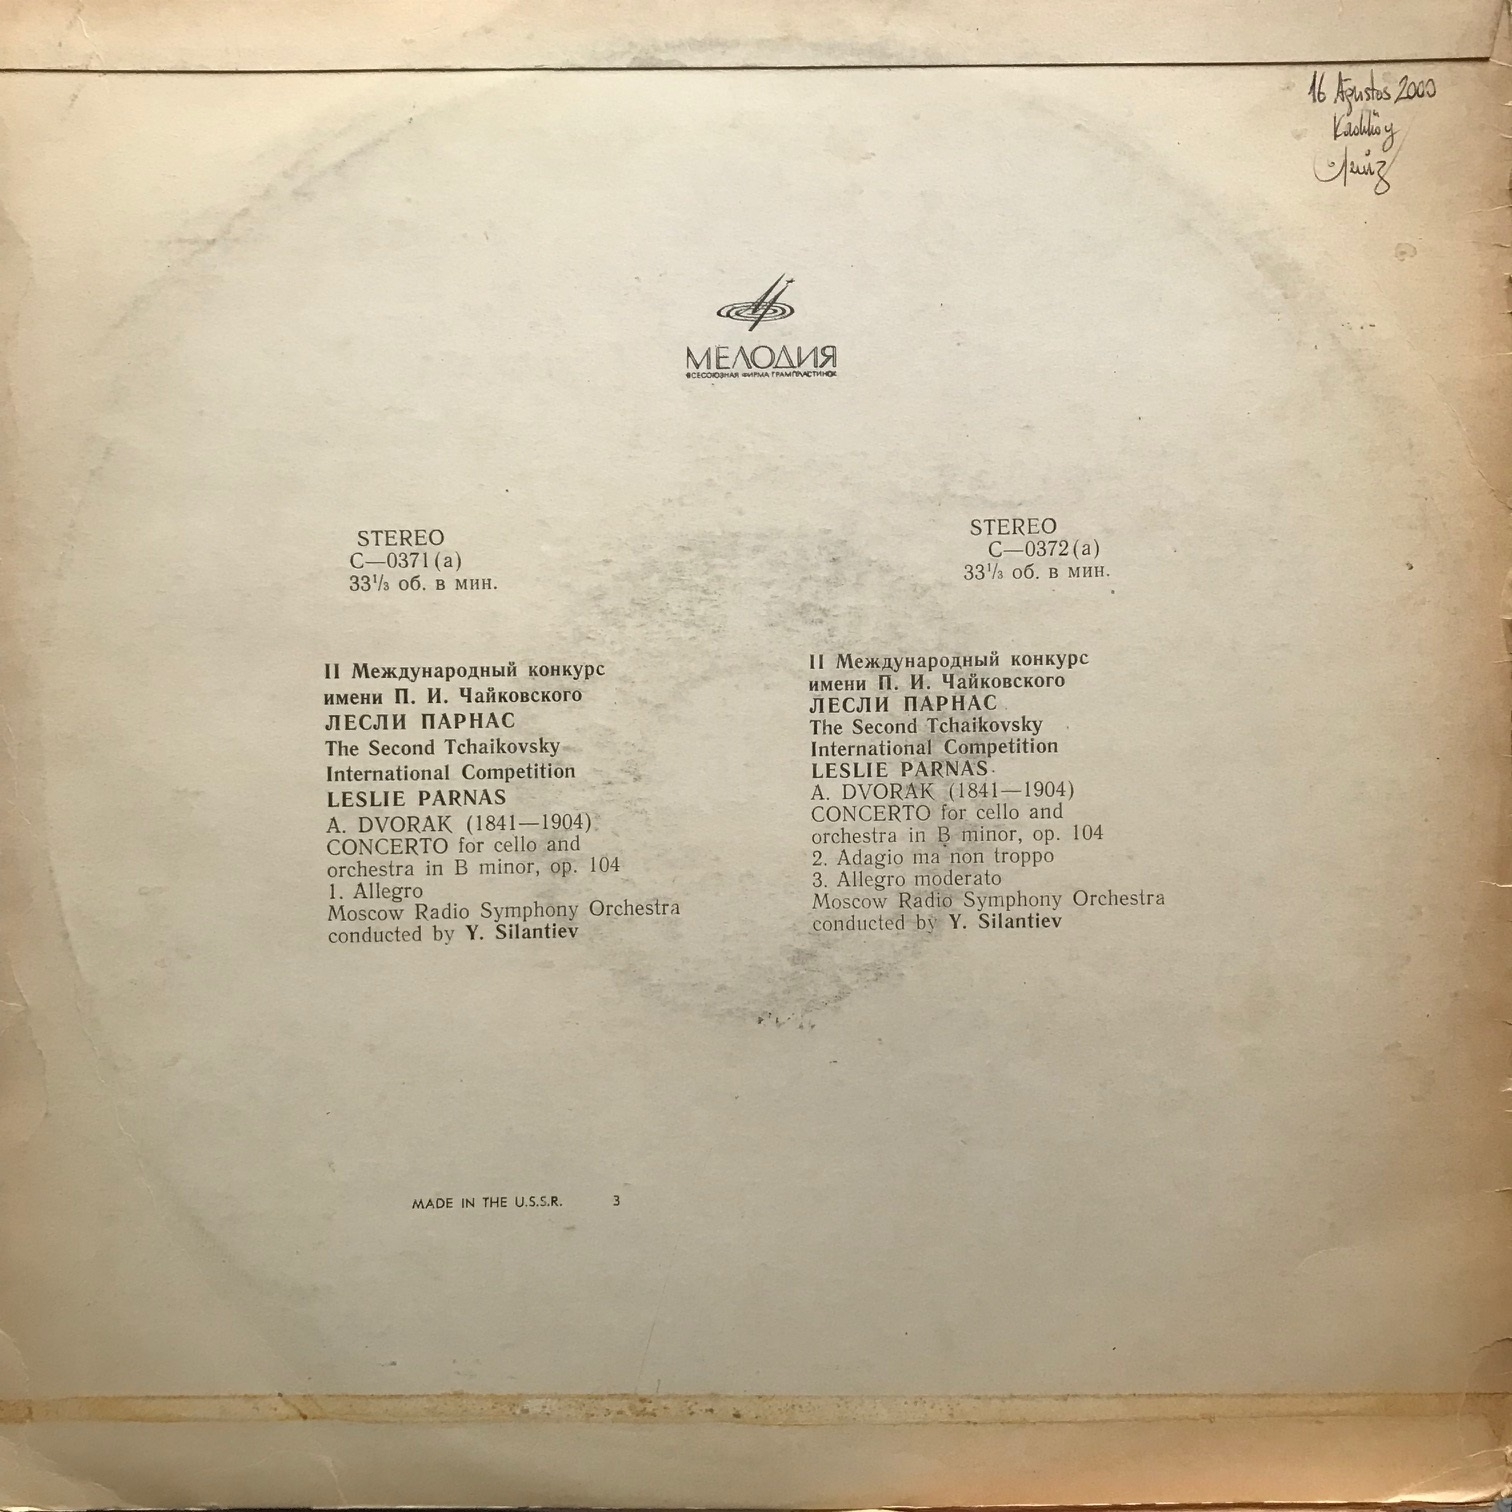 16 Ağustos 2000
Kadıköy
МЕЛОДИЯ
ВСЕСОЮЗНАЯ ФИРМА ГРАМПЛАСТИНОК
STEREO
С—0371 (а)
33 1/3 об. в мин.
II Международный конкурс
имени П. И. Чайковского
ЛЕСЛИ ПАРНАС
The Second Tchaikovsky
International Competition
LESLIE PARNAS
A. DVORAK (1841—1904)
CONCERTO for cello and
orchestra in B minor, op. 104
1. Allegro
Moscow Radio Symphony Orchestra
conducted by Y. Silantiev
STEREO
С—0372 (а)
33 1/3 об. в мин.
II Международный конкурс
имени П. И. Чайковского
ЛЕСЛИ ПАРНАС
The Second Tchaikovsky
International Competition
LESLIE PARNAS
A. DVORAK (1841—1904)
CONCERTO for cello and
orchestra in B minor, op. 104
2. Adagio ma non troppo
3. Allegro moderato
Moscow Radio Symphony Orchestra
conducted by Y. Silantiev
MADE IN THE U.S.S.R. 3